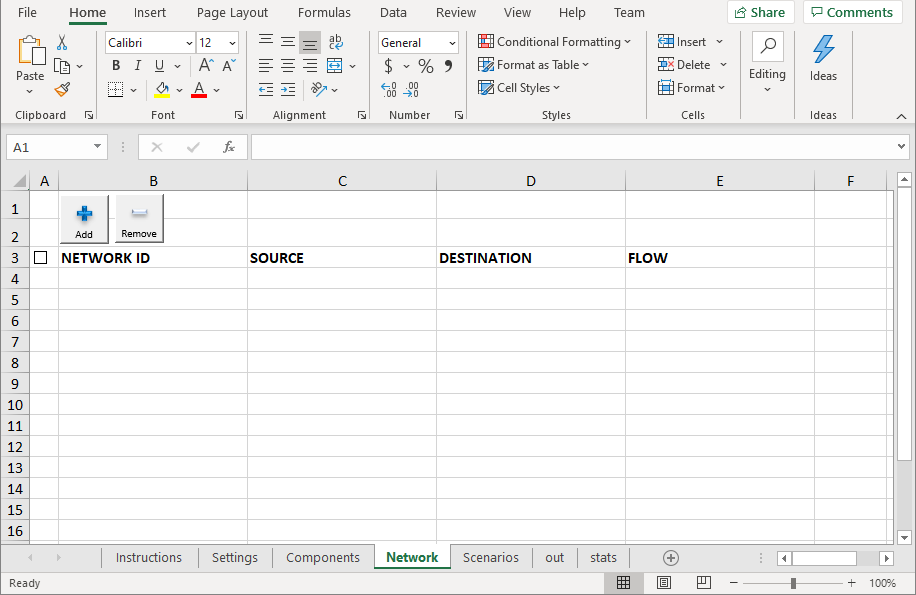 File Home Insert Page Layout Formulas Data Review View Help Team Share Comments
Calibri 12 ab c General Conditional Formatting Insert
Paste B I U A A $ % 9 Format as Table Delete Editing Ideas
A .00 .00 Cell Styles Format
Clipboard Font Alignment Number Styles Cells Ideas
A1 fx
A B C D E F
1
Add Remove
2
3 NETWORK ID SOURCE DESTINATION FLOW
4
5
6
7
8
9
10
11
12
13
14
15
16
Instructions Settings Components Network Scenarios out stats
Ready 100%